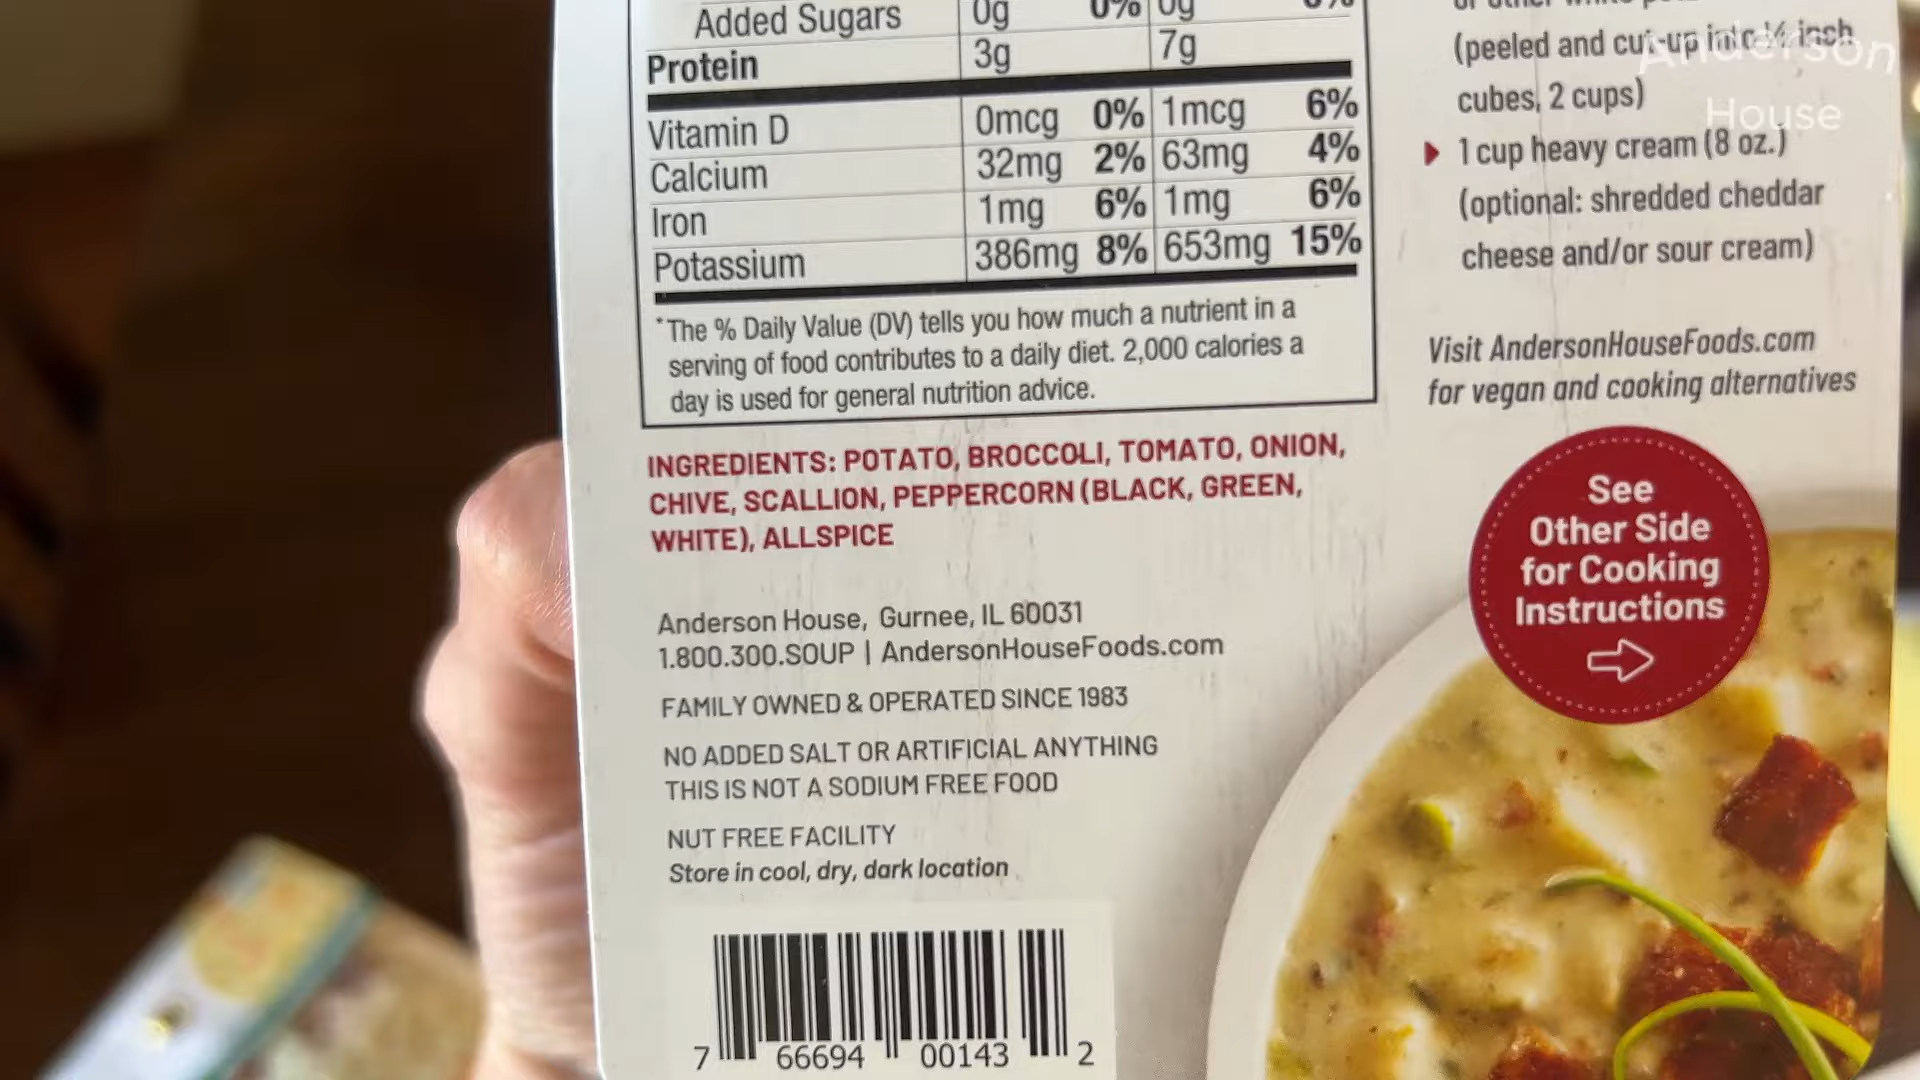 Added Sugars 0g 0% 0g
Protein 3g 7g
Vitamin D 0mcg 0% 1mcg 6%
Calcium 32mg 2% 63mg 4%
Iron 1mg 6% 1mg 6%
Potassium 386mg 8% 653mg 15%
*The % Daily Value (DV) tells you how much a nutrient in a
serving of food contributes to a daily diet. 2,000 calories a
day is used for general nutrition advice.
INGREDIENTS: POTATO, BROCCOLI, TOMATO, ONION,
CHIVE, SCALLION, PEPPERCORN (BLACK, GREEN,
WHITE), ALLSPICE
Anderson House, Gurnee, IL 60031
1.800.300.SOUP | AndersonHouseFoods.com
FAMILY OWNED & OPERATED SINCE 1983
NO ADDED SALT OR ARTIFICIAL ANYTHING
THIS IS NOT A SODIUM FREE FOOD
NUT FREE FACILITY
Store in cool, dry, dark location
7 66694 00143 2
(peeled and cut-up into inch
cubes, 2 cups)
1 cup heavy cream (8 oz.)
(optional: shredded cheddar
cheese and/or sour cream)
Visit AndersonHouseFoods.com
for vegan and cooking alternatives
See
Other Side
for Cooking
Instructions
Anderson
House